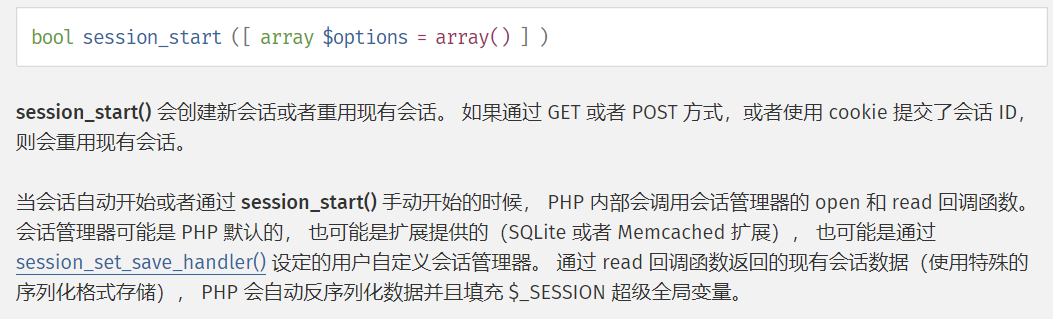 bool session_start ([ array $options = array() ] )
session_start() 会创建新会话或者重用现有会话。 如果通过 GET 或者 POST 方式，或者使用 cookie 提交了会话 ID，
则会重用现有会话。
当会话自动开始或者通过 session_start() 手动开始的时候， PHP 内部会调用会话管理器的 open 和 read 回调函数。
会话管理器可能是 PHP 默认的， 也可能是扩展提供的（SQLite 或者 Memcached 扩展）， 也可能是通过
session_set_save_handler() 设定的用户自定义会话管理器。 通过 read 回调函数返回的现有会话数据（使用特殊的
序列化格式存储）， PHP 会自动反序列化数据并且填充 $_SESSION 超级全局变量。